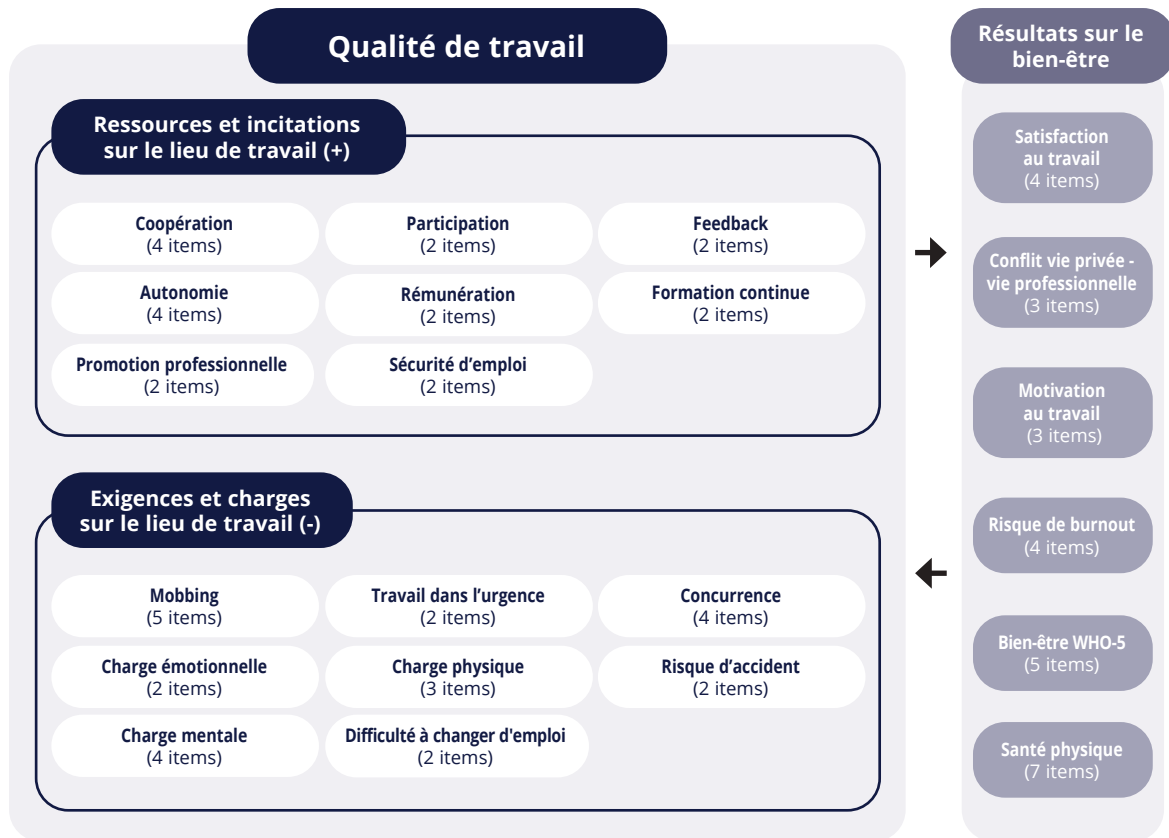 Qualité de travail
Ressources et incitations
sur le lieu de travail (+)
Coopération
(4 items)
Participation
(2 items)
Feedback
(2 items)
Autonomie
(4 items)
Rémunération
(2 items)
Formation continue
(2 items)
Promotion professionnelle
(2 items)
Sécurité d’emploi
(2 items)
Exigences et charges
sur le lieu de travail (-)
Mobbing
(5 items)
Travail dans l’urgence
(2 items)
Concurrence
(4 items)
Charge émotionnelle
(2 items)
Charge physique
(3 items)
Risque d’accident
(2 items)
Charge mentale
(4 items)
Difficulté à changer d'emploi
(2 items)
Résultats sur le
bien-être
Satisfaction
au travail
(4 items)
Conflit vie privée -
vie professionnelle
(3 items)
Motivation
au travail
(3 items)
Risque de burnout
(4 items)
Bien-être WHO-5
(5 items)
Santé physique
(7 items)